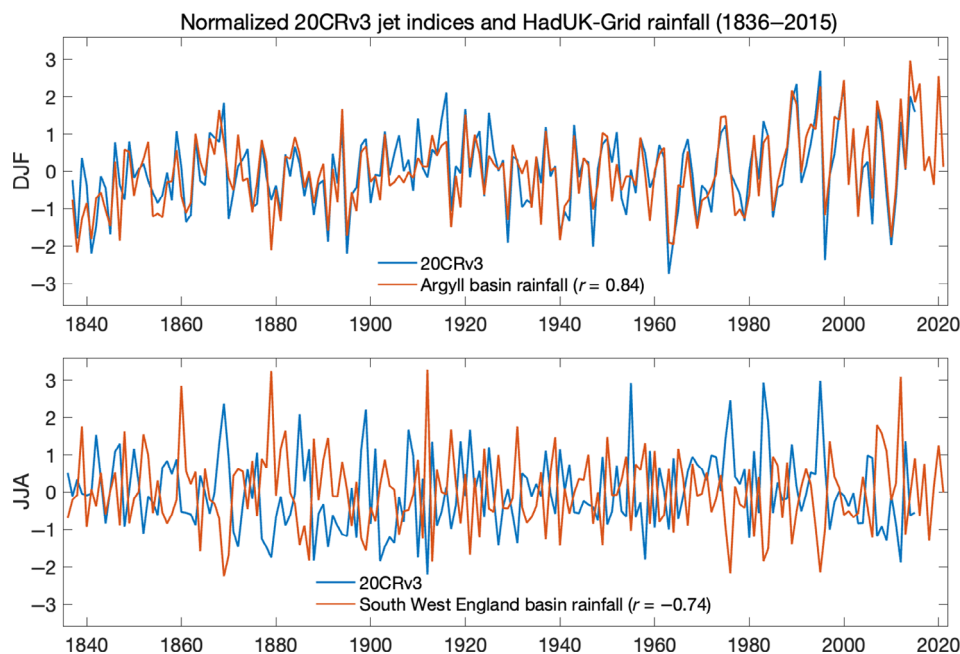 Normalized 20CRv3 jet indices and HadUK-Grid rainfall (1836–2015)
3
2
1
0
−1
−2
−3
DJF
20CRv3
Argyll basin rainfall (r = 0.84)
1840 1860 1880 1900 1920 1940 1960 1980 2000 2020
3
2
1
0
−1
−2
−3
JJA
20CRv3
South West England basin rainfall (r = −0.74)
1840 1860 1880 1900 1920 1940 1960 1980 2000 2020